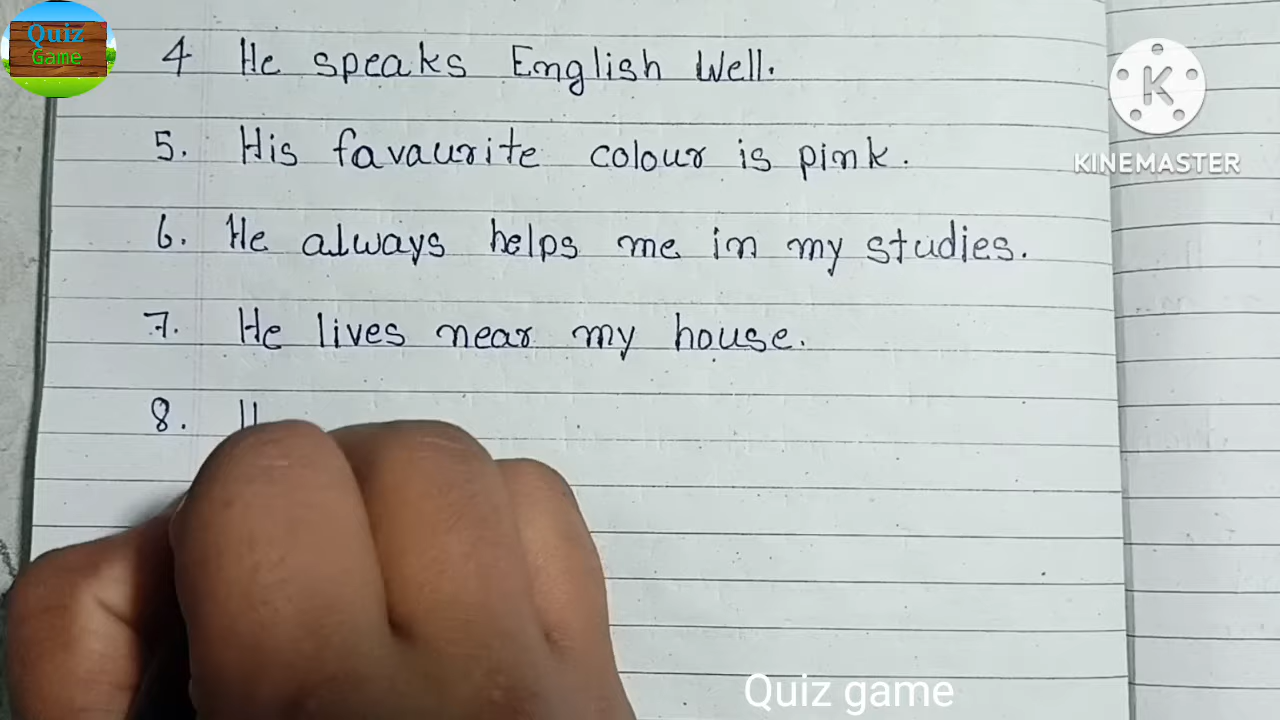 Quiz
Game
4 He speaks English Well.
5. His favaurite colour is pink.
6. He always helps me in my studies.
7. He lives near my house.
8. H
K
KINEMASTER
Quiz game